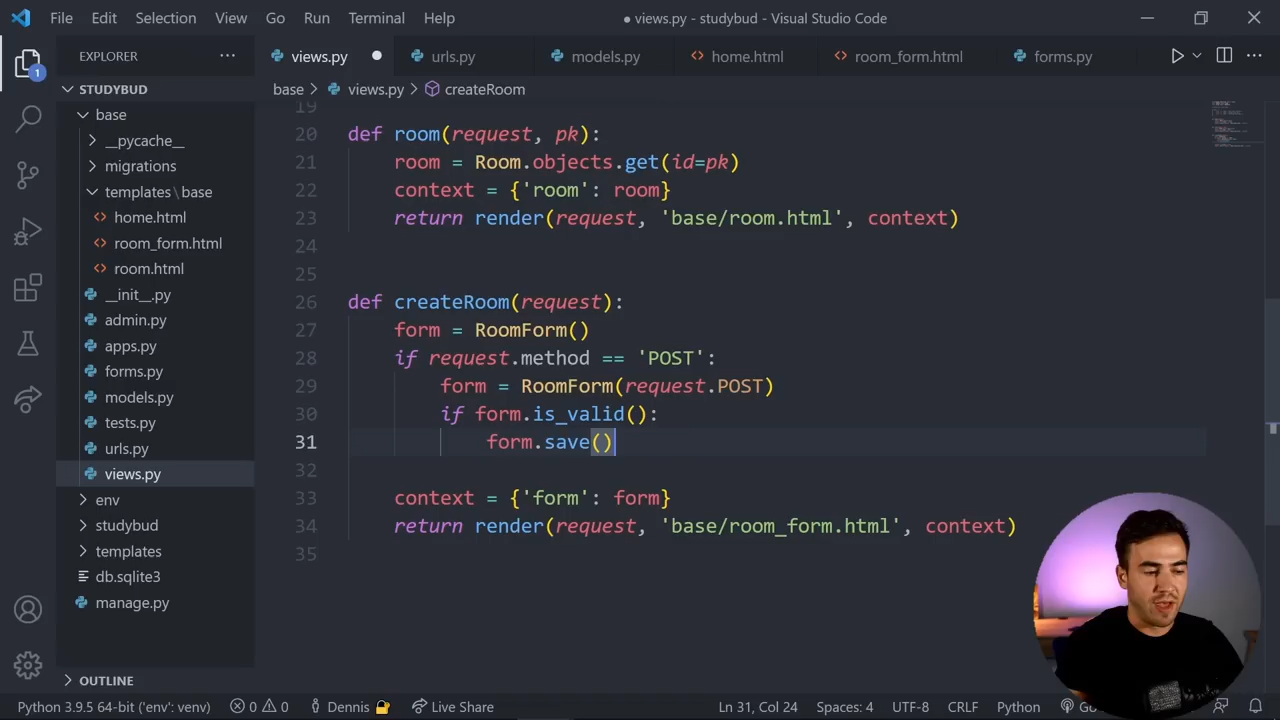 File Edit Selection View Go Run Terminal Help
● views.py - studybud - Visual Studio Code
EXPLORER
views.py
urls.py
models.py
home.html
room_form.html
forms.py
base > views.py > createRoom
1
STUDYBUD
base
__pycache__
migrations
templates\base
home.html
room_form.html
room.html
__init__.py
admin.py
apps.py
forms.py
models.py
tests.py
urls.py
views.py
env
studybud
templates
db.sqlite3
manage.py
OUTLINE
19
20 def room(request, pk):
21 room = Room.objects.get(id=pk)
22 context = {'room': room}
23 return render(request, 'base/room.html', context)
24
25
26 def createRoom(request):
27 form = RoomForm()
28 if request.method == 'POST':
29 form = RoomForm(request.POST)
30 if form.is_valid():
31 form.save()
32
33 context = {'form': form}
34 return render(request, 'base/room_form.html', context)
35
Python 3.9.5 64-bit ('env': venv) 0 0 Dennis Live Share Ln 31, Col 24 Spaces: 4 UTF-8 CRLF Python